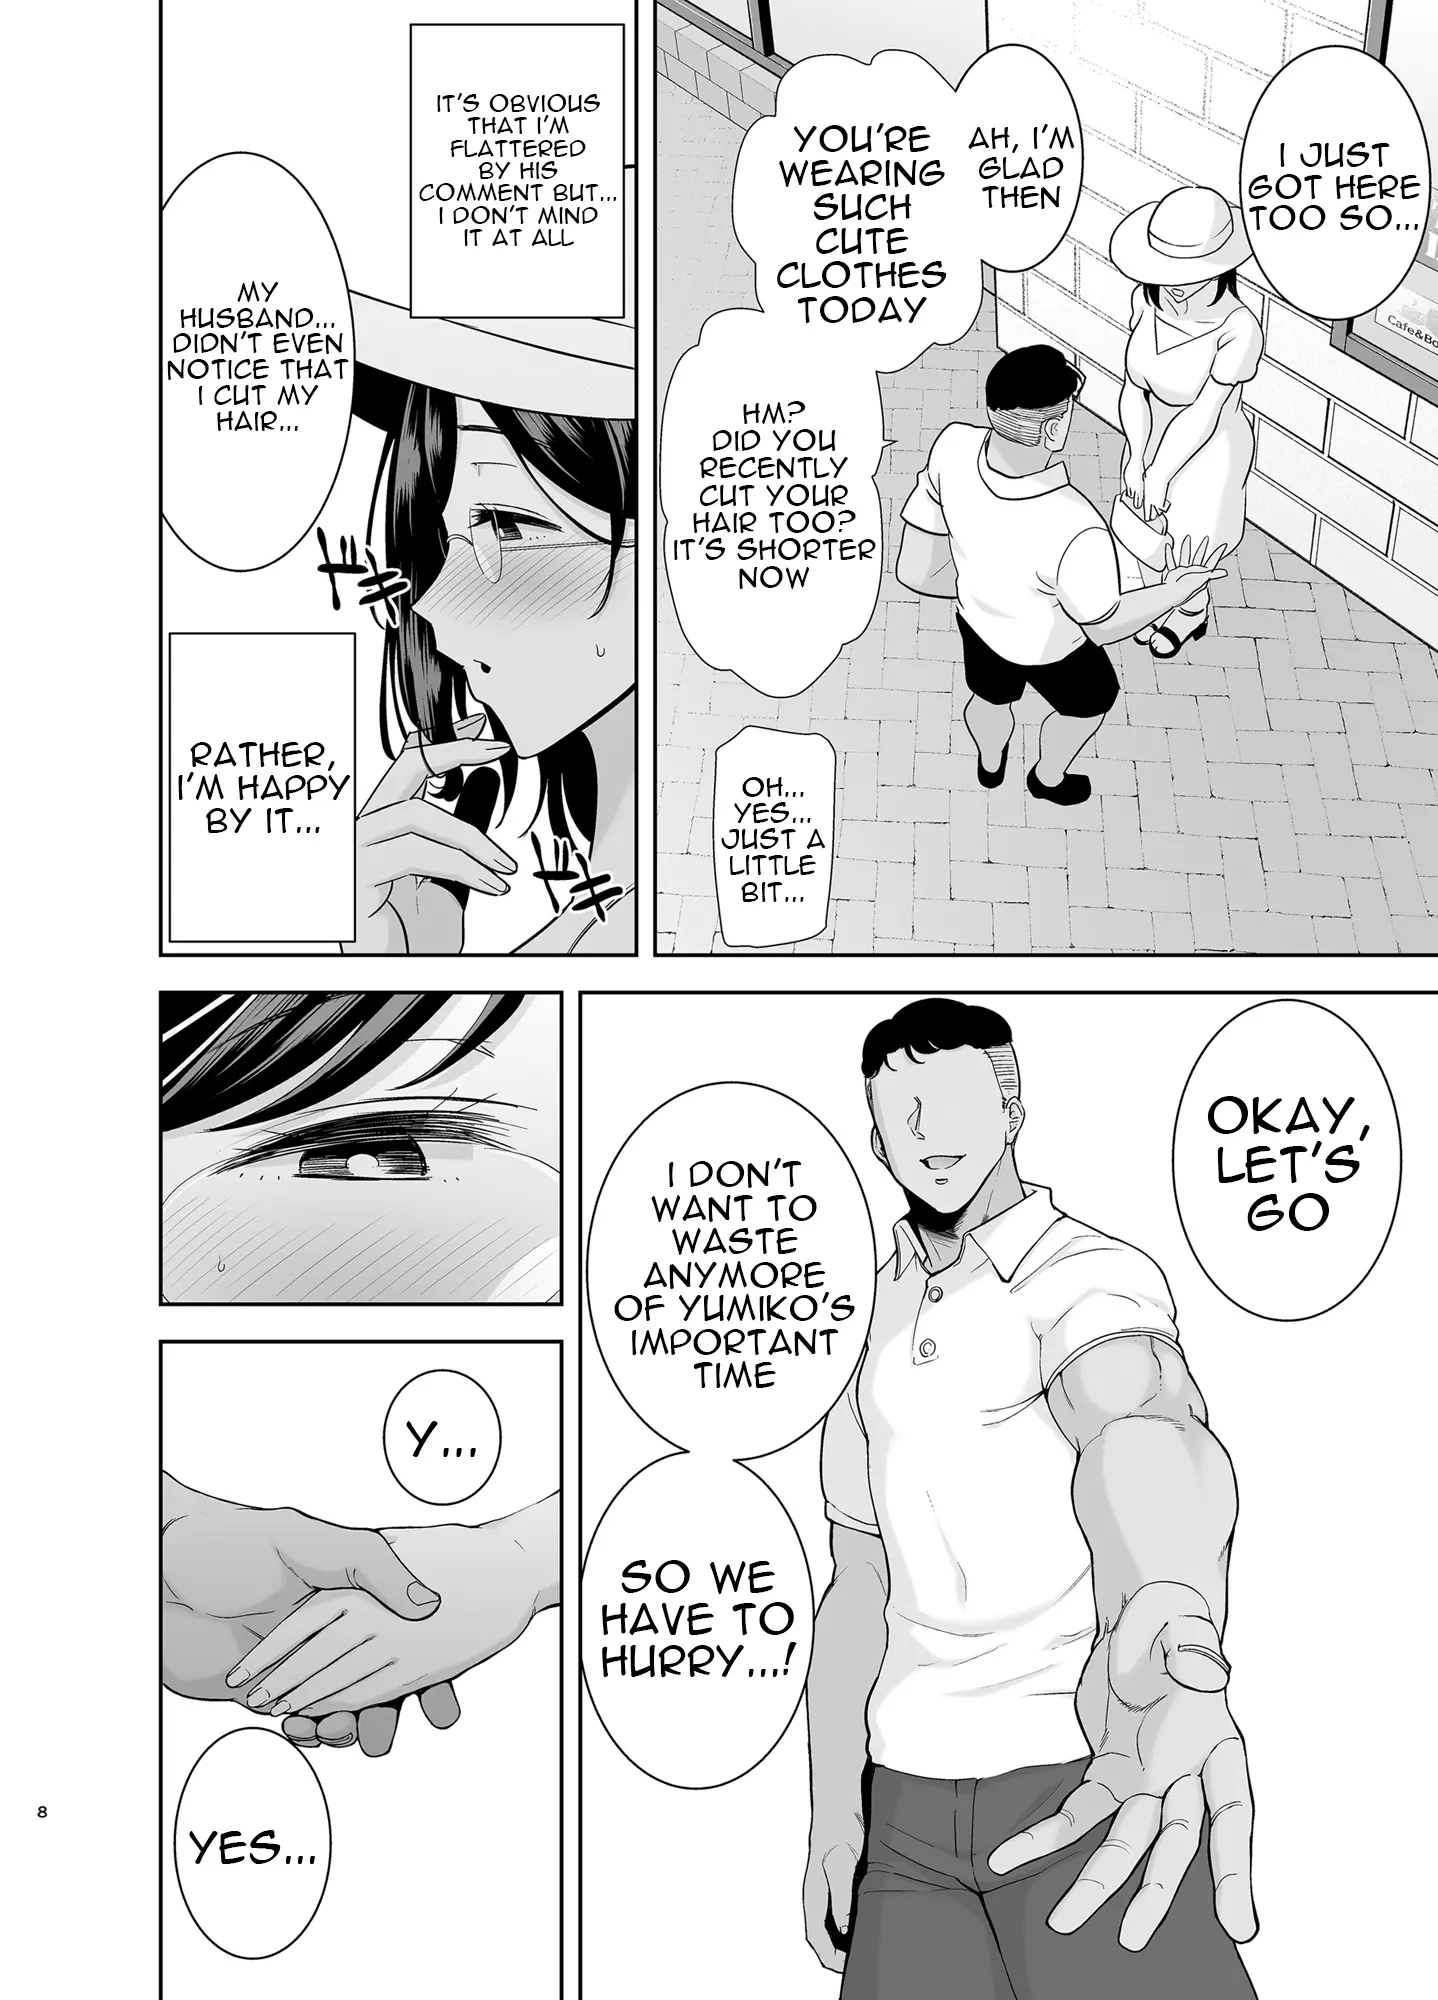 I JUST
GOT HERE
TOO SO...
Cafe&Bo
AH, I'M
GLAD
THEN
YOU'RE
WEARING
SUCH
CUTE
CLOTHES
TODAY
HM?
DID YOU
RECENTLY
CUT YOUR
HAIR TOO?
IT'S SHORTER
NOW
OH...
YES...
JUST A
LITTLE
BIT...
IT'S OBVIOUS
THAT I'M
FLATTERED
BY HIS
COMMENT BUT...
I DON'T MIND
IT AT ALL
MY
HUSBAND...
DIDN'T EVEN
NOTICE THAT
I CUT MY
HAIR...
ドキ
RATHER,
I'M HAPPY
BY IT...
ドキ
OKAY,
LET'S
GO
I DON'T
WANT TO
WASTE
ANYMORE
OF YUMIKO'S
IMPORTANT
TIME
SO WE
HAVE TO
HURRY...!
Y...
YES...
8